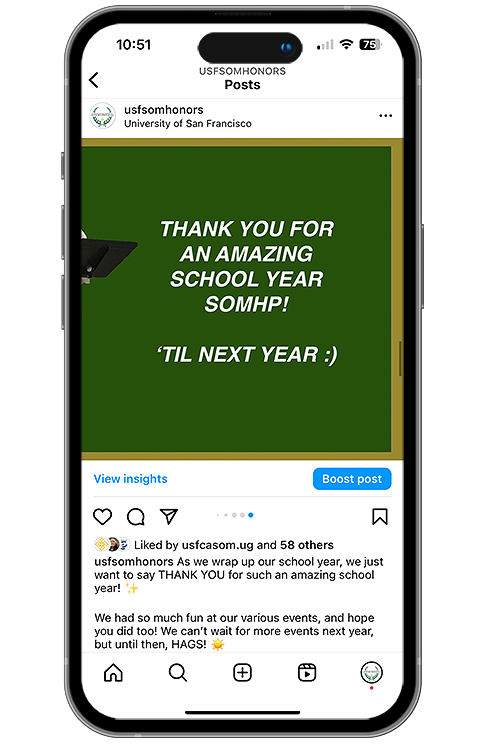 10:51
75
USFSOMHONORS
Posts
usfsomhonors
University of San Francisco
THANK YOU FOR
AN AMAZING
SCHOOL YEAR
SOMHP!
‘TIL NEXT YEAR :)
View insights
Boost post
Liked by usfcasom.ug and 58 others
usfsomhonors As we wrap up our school year, we just
want to say THANK YOU for such an amazing school
year! ✨
We had so much fun at our various events, and hope
you did too! We can’t wait for more events next year,
but until then, HAGS! ☀️